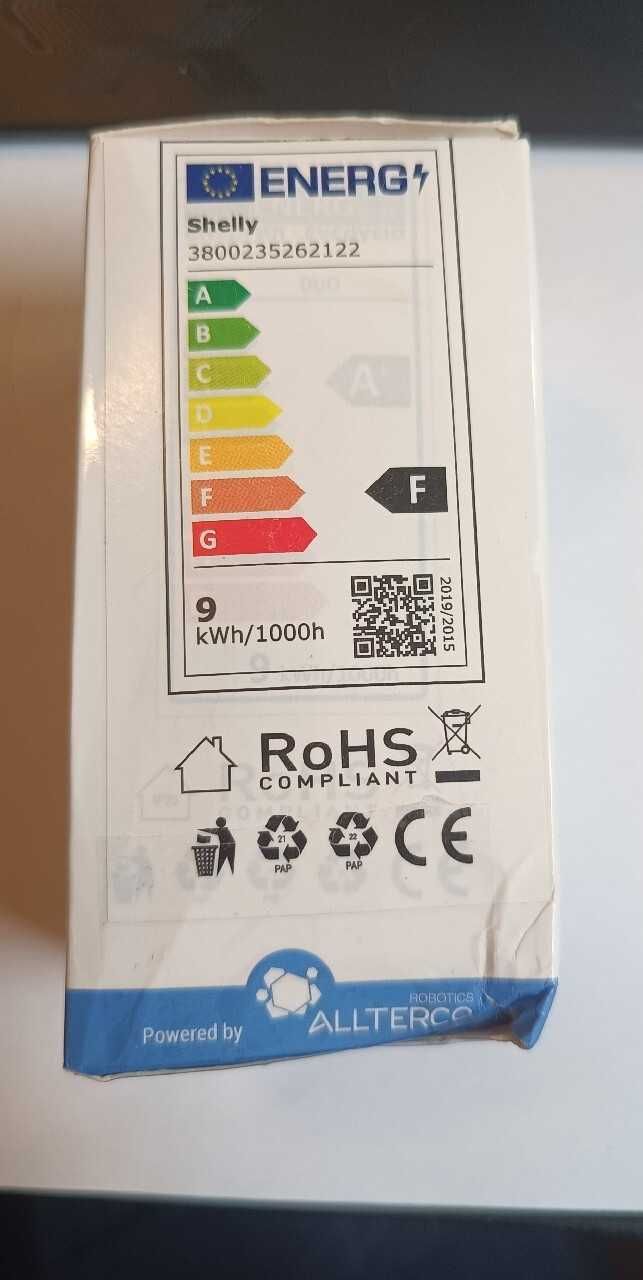 ENERG
Shelly
3800235262122
A
B
C
D
E
F
F
G
9
kWh/1000h
2019/2015
RoHS
COMPLIANT
21
PAP
22
PAP
CE
Powered by
ROBOTICS
ALLTERCO